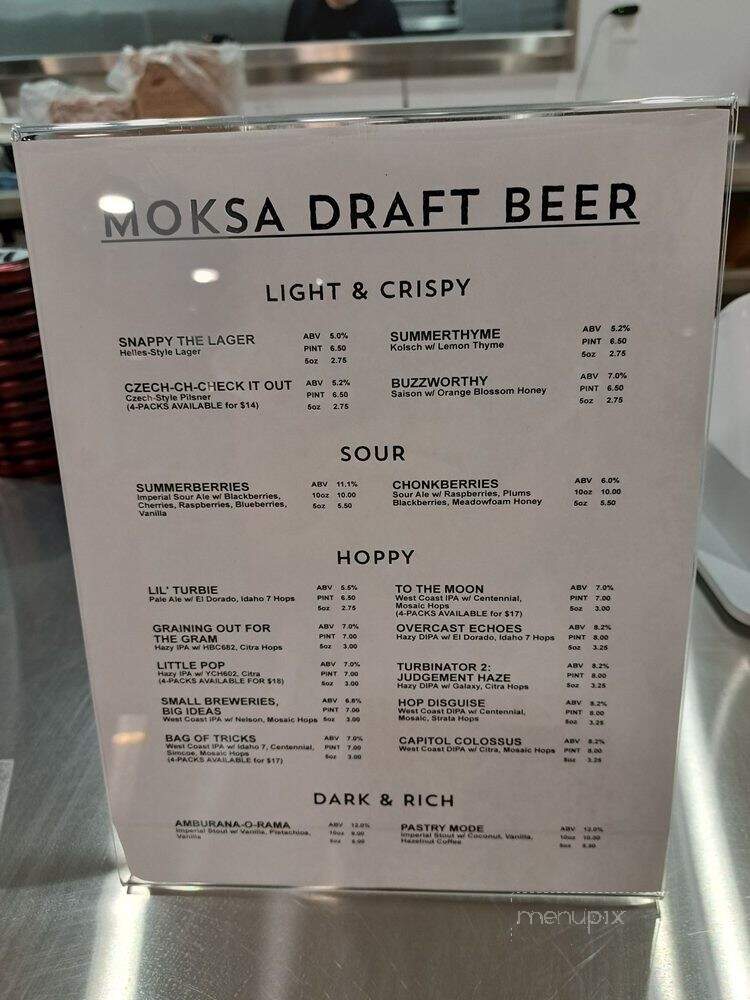 MOKSA DRAFT BEER
LIGHT & CRISPY
SNAPPY THE LAGER
Helles-Style Lager
ABV 5.0%
PINT 6.50
5oz 2.75
SUMMERTHYME
Kolsch w/ Lemon Thyme
ABV 5.2%
PINT 6.50
5oz 2.75
CZECH-CH-CHECK IT OUT
Czech-Style Pilsner
(4-PACKS AVAILABLE for $14)
ABV 5.2%
PINT 6.50
5oz 2.75
BUZZWORTHY
Saison w/ Orange Blossom Honey
ABV 7.0%
PINT 6.50
5oz 2.75
SOUR
SUMMERBERRIES
Imperial Sour Ale w/ Blackberries,
Cherries, Raspberries, Blueberries,
Vanilla
ABV 11.1%
10oz 10.00
5oz 5.50
CHONKBERRIES
Sour Ale w/ Raspberries, Plums
Blackberries, Meadowfoam Honey
ABV 6.0%
10oz 10.00
5oz 5.50
HOPPY
LIL' TURBIE
Pale Ale w/ El Dorado, Idaho 7 Hops
ABV 5.5%
PINT 6.50
5oz 2.75
TO THE MOON
West Coast IPA w/ Centennial,
Mosaic Hops
(4-PACKS AVAILABLE for $17)
ABV 7.0%
PINT 7.00
5oz 3.00
GRAINING OUT FOR
THE GRAM
Hazy IPA w/ HBC682, Citra Hops
ABV 7.0%
PINT 7.00
5oz 3.00
OVERCAST ECHOES
Hazy DIPA w/ El Dorado, Idaho 7 Hops
ABV 8.2%
PINT 8.00
5oz 3.25
LITTLE POP
Hazy IPA w/ YCH602, Citra
(4-PACKS AVAILABLE FOR $18)
ABV 7.0%
PINT 7.00
5oz 3.00
TURBINATOR 2:
JUDGEMENT HAZE
Hazy DIPA w/ Galaxy, Citra Hops
ABV 8.2%
PINT 8.00
5oz 3.25
SMALL BREWERIES,
BIG IDEAS
West Coast IPA w/ Nelson, Mosaic Hops
ABV 6.8%
PINT 7.00
5oz 3.00
HOP DISGUISE
West Coast DIPA w/ Centennial,
Mosaic, Strata Hops
ABV 8.2%
PINT 8.00
5oz 3.25
BAG OF TRICKS
West Coast IPA w/ Idaho 7, Centennial,
Simcoe, Mosaic Hops
(4-PACKS AVAILABLE for $17)
ABV 7.0%
PINT 7.00
5oz 3.00
CAPITOL COLOSSUS
West Coast DIPA w/ Citra, Mosaic Hops
ABV 8.2%
PINT 8.00
5oz 3.25
DARK & RICH
AMBURANA-O-RAMA
Imperial Stout w/ Vanilla, Pistachios,
Vanilla
ABV 12.0%
10oz 9.00
5oz
PASTRY MODE
Imperial Stout w/ Coconut, Vanilla,
Hazelnut Coffee
ABV 12.0%
10oz 10.00
5oz
menupix